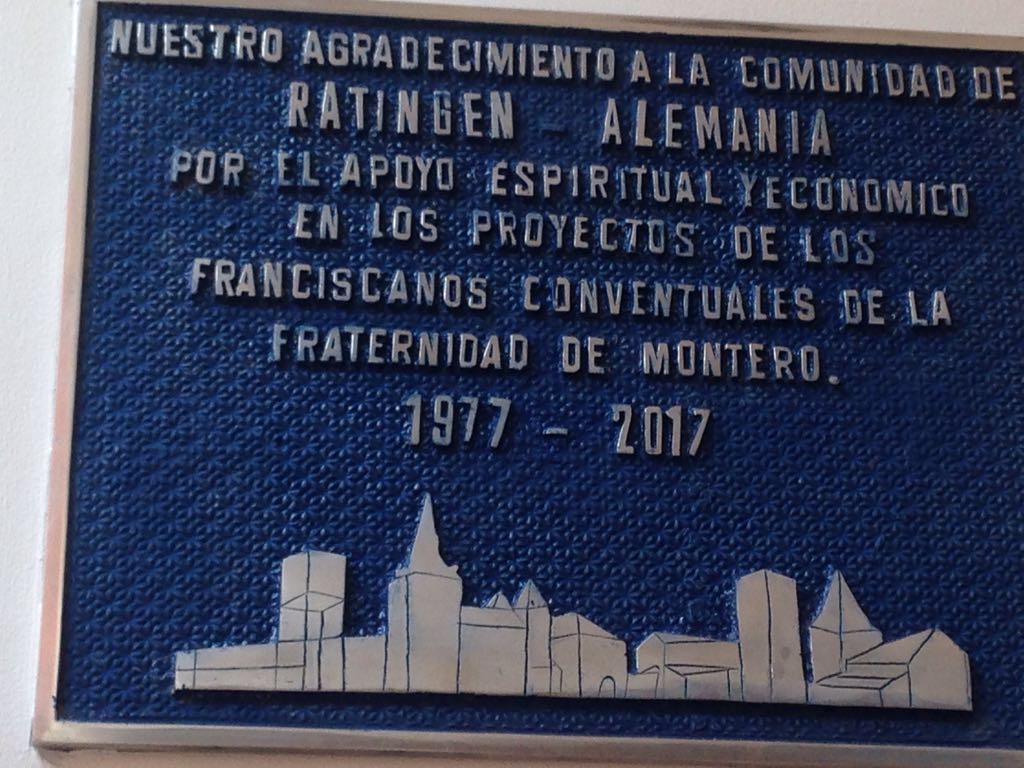 NUESTRO AGRADECIMIENTO A LA COMUNIDAD DE
RATINGEN - ALEMANIA
POR EL APOYO ESPIRITUAL Y ECONOMICO
EN LOS PROYECTOS DE LOS
FRANCISCANOS CONVENTUALES DE LA
FRATERNIDAD DE MONTERO.
1977 - 2017